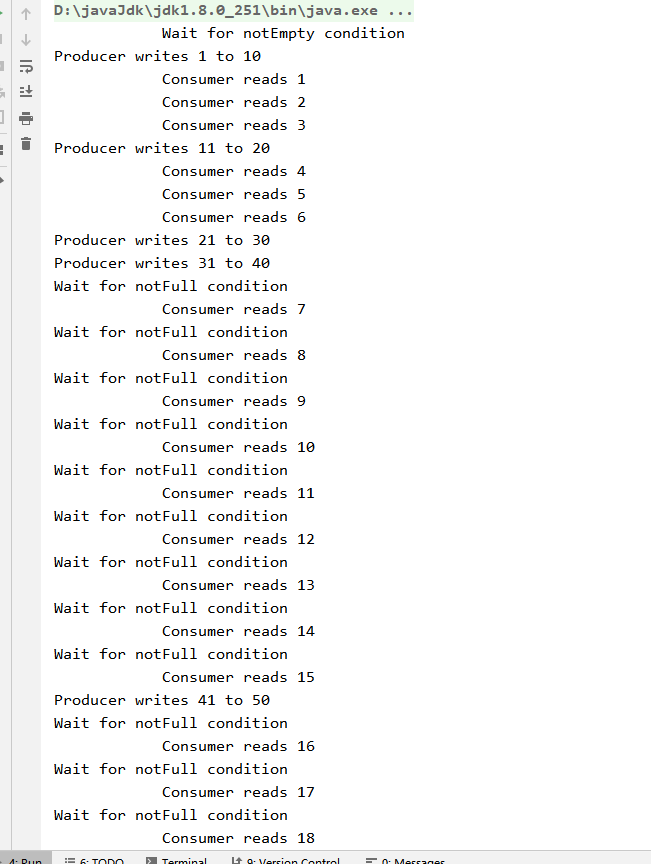 D:\javaJdk\jdk1.8.0_251\bin\java.exe ...
Wait for notEmpty condition
Producer writes 1 to 10
Consumer reads 1
Consumer reads 2
Consumer reads 3
Producer writes 11 to 20
Consumer reads 4
Consumer reads 5
Consumer reads 6
Producer writes 21 to 30
Producer writes 31 to 40
Wait for notFull condition
Consumer reads 7
Wait for notFull condition
Consumer reads 8
Wait for notFull condition
Consumer reads 9
Wait for notFull condition
Consumer reads 10
Wait for notFull condition
Consumer reads 11
Wait for notFull condition
Consumer reads 12
Wait for notFull condition
Consumer reads 13
Wait for notFull condition
Consumer reads 14
Wait for notFull condition
Consumer reads 15
Producer writes 41 to 50
Wait for notFull condition
Consumer reads 16
Wait for notFull condition
Consumer reads 17
Wait for notFull condition
Consumer reads 18
4: Run 6: TODO Terminal 9: Version Control 0: Messages